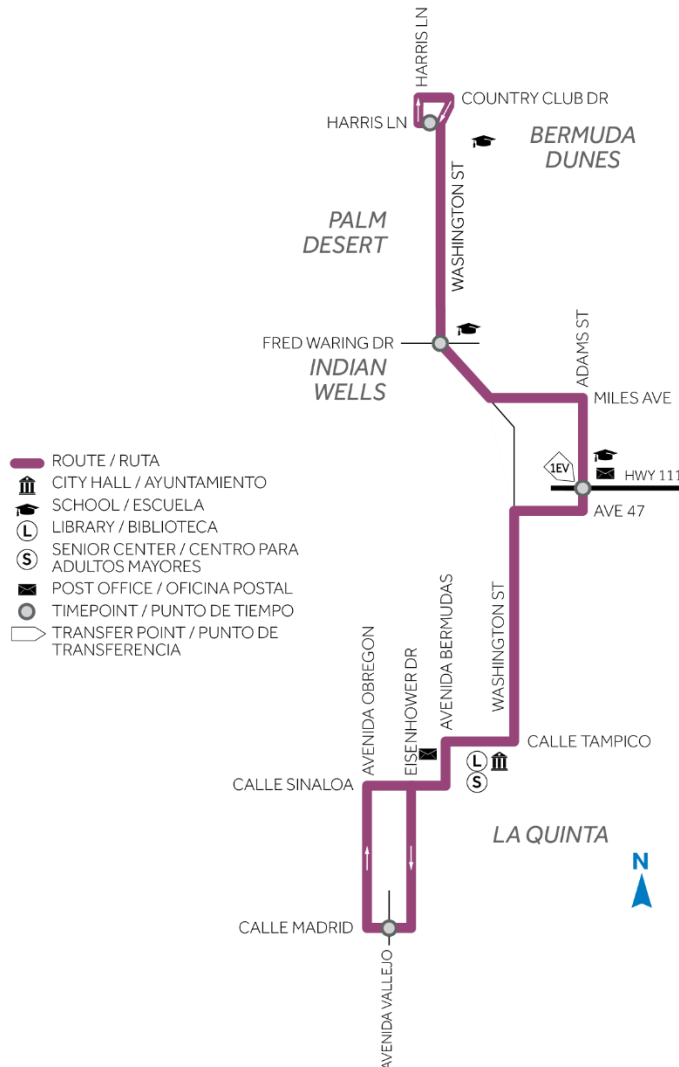 HARRIS LN
COUNTRY CLUB DR
HARRIS LN
BERMUDA
DUNES
PALM
DESERT
WASHINGTON ST
FRED WARING DR
INDIAN
WELLS
ADAMS ST
MILES AVE
1EV
HWY 111
AVE 47
ROUTE / RUTA
CITY HALL / AYUNTAMIENTO
SCHOOL / ESCUELA
L
LIBRARY / BIBLIOTECA
S
SENIOR CENTER / CENTRO PARA
ADULTOS MAYORES
POST OFFICE / OFICINA POSTAL
TIMEPOINT / PUNTO DE TIEMPO
TRANSFER POINT / PUNTO DE
TRANSFERENCIA
AVENIDA OBREGON
EISENHOWER DR
AVENIDA BERMUDAS
WASHINGTON ST
CALLE TAMPICO
L
S
CALLE SINALOA
LA QUINTA
N
CALLE MADRID
AVENIDA VALLEJO